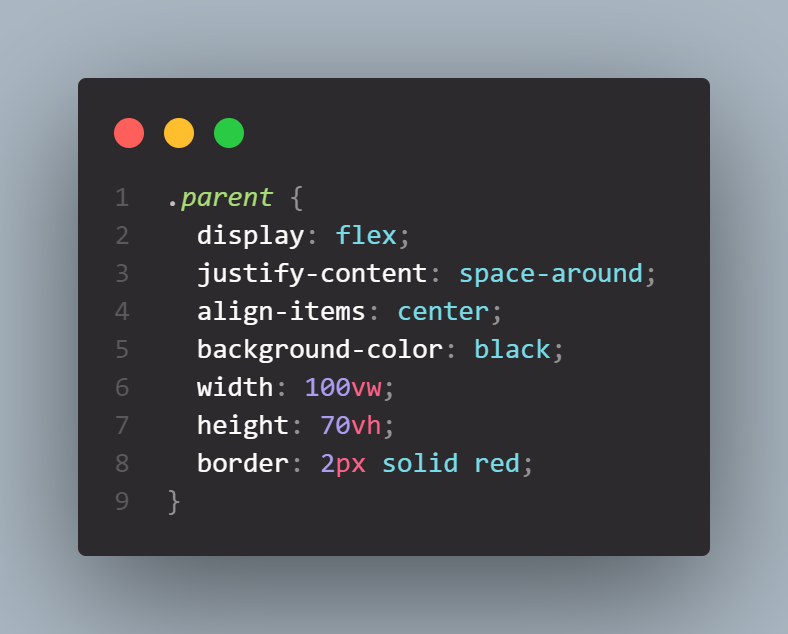 1 .parent {
2   display: flex;
3   justify-content: space-around;
4   align-items: center;
5   background-color: black;
6   width: 100vw;
7   height: 70vh;
8   border: 2px solid red;
9 }